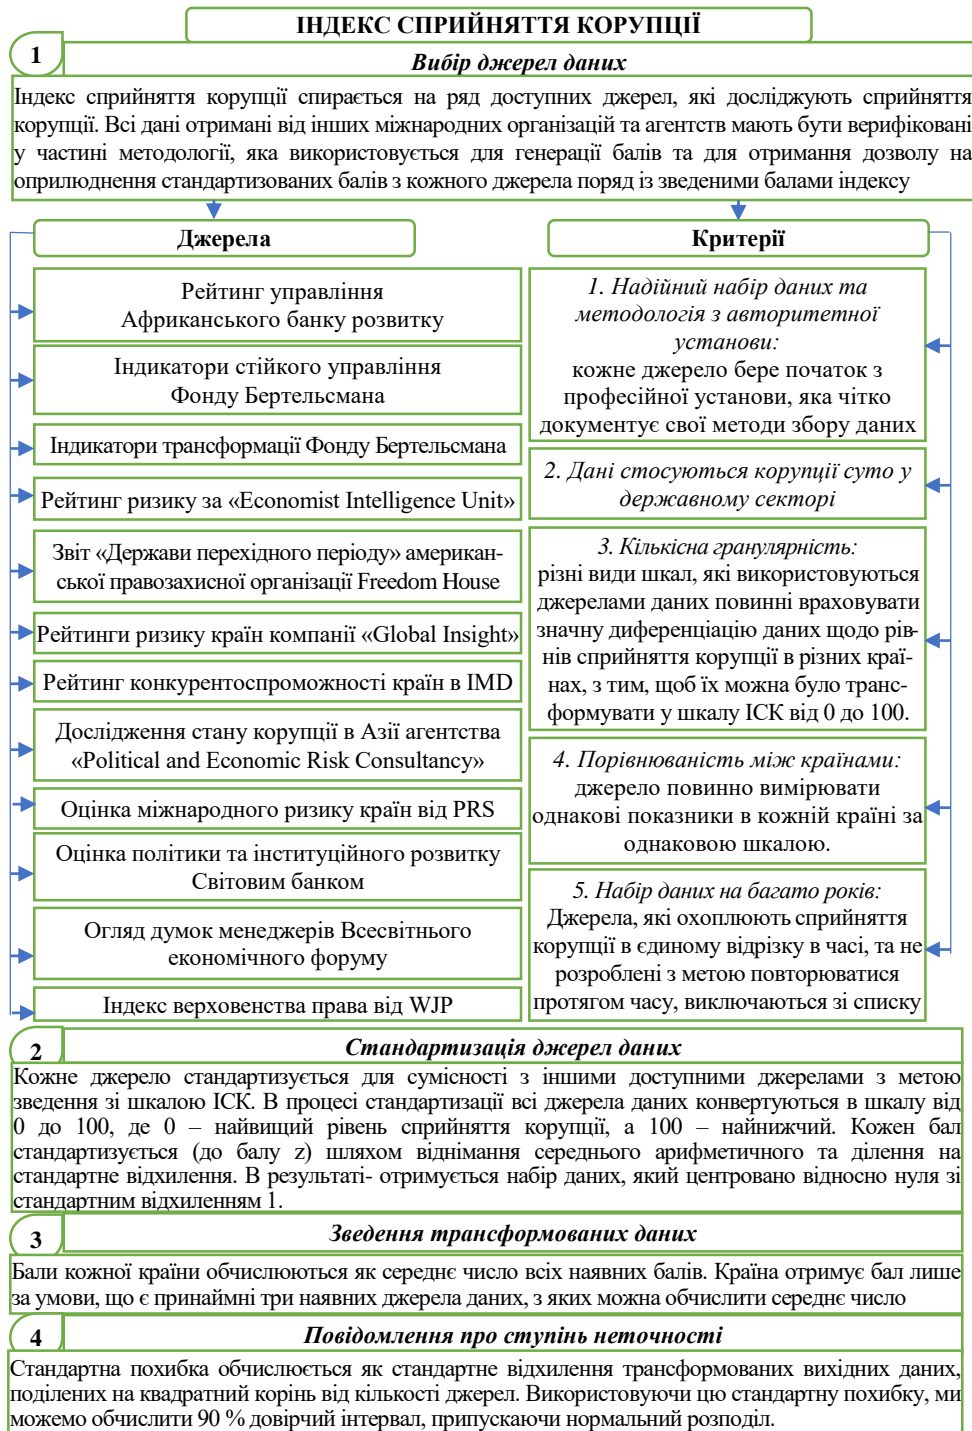 ІНДЕКС СПРИЙНЯТТЯ КОРУПЦІЇ
1
Вибір джерел даних
Індекс сприйняття корупції спирається на ряд доступних джерел, які досліджують сприйняття
корупції. Всі дані отримані від інших міжнародних організацій та агентств мають бути верифіковані
у частині методології, яка використовується для генерації балів та для отримання дозволу на
оприлюднення стандартизованих балів з кожного джерела поряд із зведеними балами індексу
Джерела
Рейтинг управління
Африканського банку розвитку
Індикатори стійкого управління
Фонду Бертельсмана
Індикатори трансформації Фонду Бертельсмана
Рейтинг ризику за «Economist Intelligence Unit»
Звіт «Держави перехідного періоду» американ-
ської правозахисної організації Freedom House
Рейтинги ризику країн компанії «Global Insight»
Рейтинг конкурентоспроможності країн в IMD
Дослідження стану корупції в Азії агентства
«Political and Economic Risk Consultancy»
Оцінка міжнародного ризику країн від PRS
Оцінка політики та інституційного розвитку
Світовим банком
Огляд думок менеджерів Всесвітнього
економічного форуму
Індекс верховенства права від WJP
Критерії
1. Надійний набір даних та
методологія з авторитетної
установи:
кожне джерело бере початок з
професійної установи, яка чітко
документує свої методи збору даних
2. Дані стосуються корупції суто у
державному секторі
3. Кількісна гранулярність:
різні види шкал, які використовуються
джерелами даних повинні враховувати
значну диференціацію даних щодо рів-
нів сприйняття корупції в різних краї-
нах, з тим, щоб їх можна було транс-
формувати у шкалу ІСК від 0 до 100.
4. Порівнюваність між країнами:
джерело повинно вимірювати
однакові показники в кожній країні за
однаковою шкалою.
5. Набір даних на багато років:
Джерела, які охоплюють сприйняття
корупції в єдиному відрізку в часі, та не
розроблені з метою повторюватися
протягом часу, виключаються зі списку
2
Стандартизація джерел даних
Кожне джерело стандартизується для сумісності з іншими доступними джерелами з метою
зведення зі шкалою ІСК. В процесі стандартизації всі джерела даних конвертуються в шкалу від
0 до 100, де 0 – найвищий рівень сприйняття корупції, а 100 – найнижчий. Кожен бал
стандартизується (до балу z) шляхом віднімання середнього арифметичного та ділення на
стандартне відхилення. В результаті- отримується набір даних, який центровано відносно нуля зі
стандартним відхиленням 1.
3
Зведення трансформованих даних
Бали кожної країни обчислюються як середнє число всіх наявних балів. Країна отримує бал лише
за умови, що є принаймні три наявних джерела даних, з яких можна обчислити середнє число
4
Повідомлення про ступінь неточності
Стандартна похибка обчислюється як стандартне відхилення трансформованих вихідних даних,
поділених на квадратний корінь від кількості джерел. Використовуючи цю стандартну похибку, ми
можемо обчислити 90 % довірчий інтервал, припускаючи нормальний розподіл.